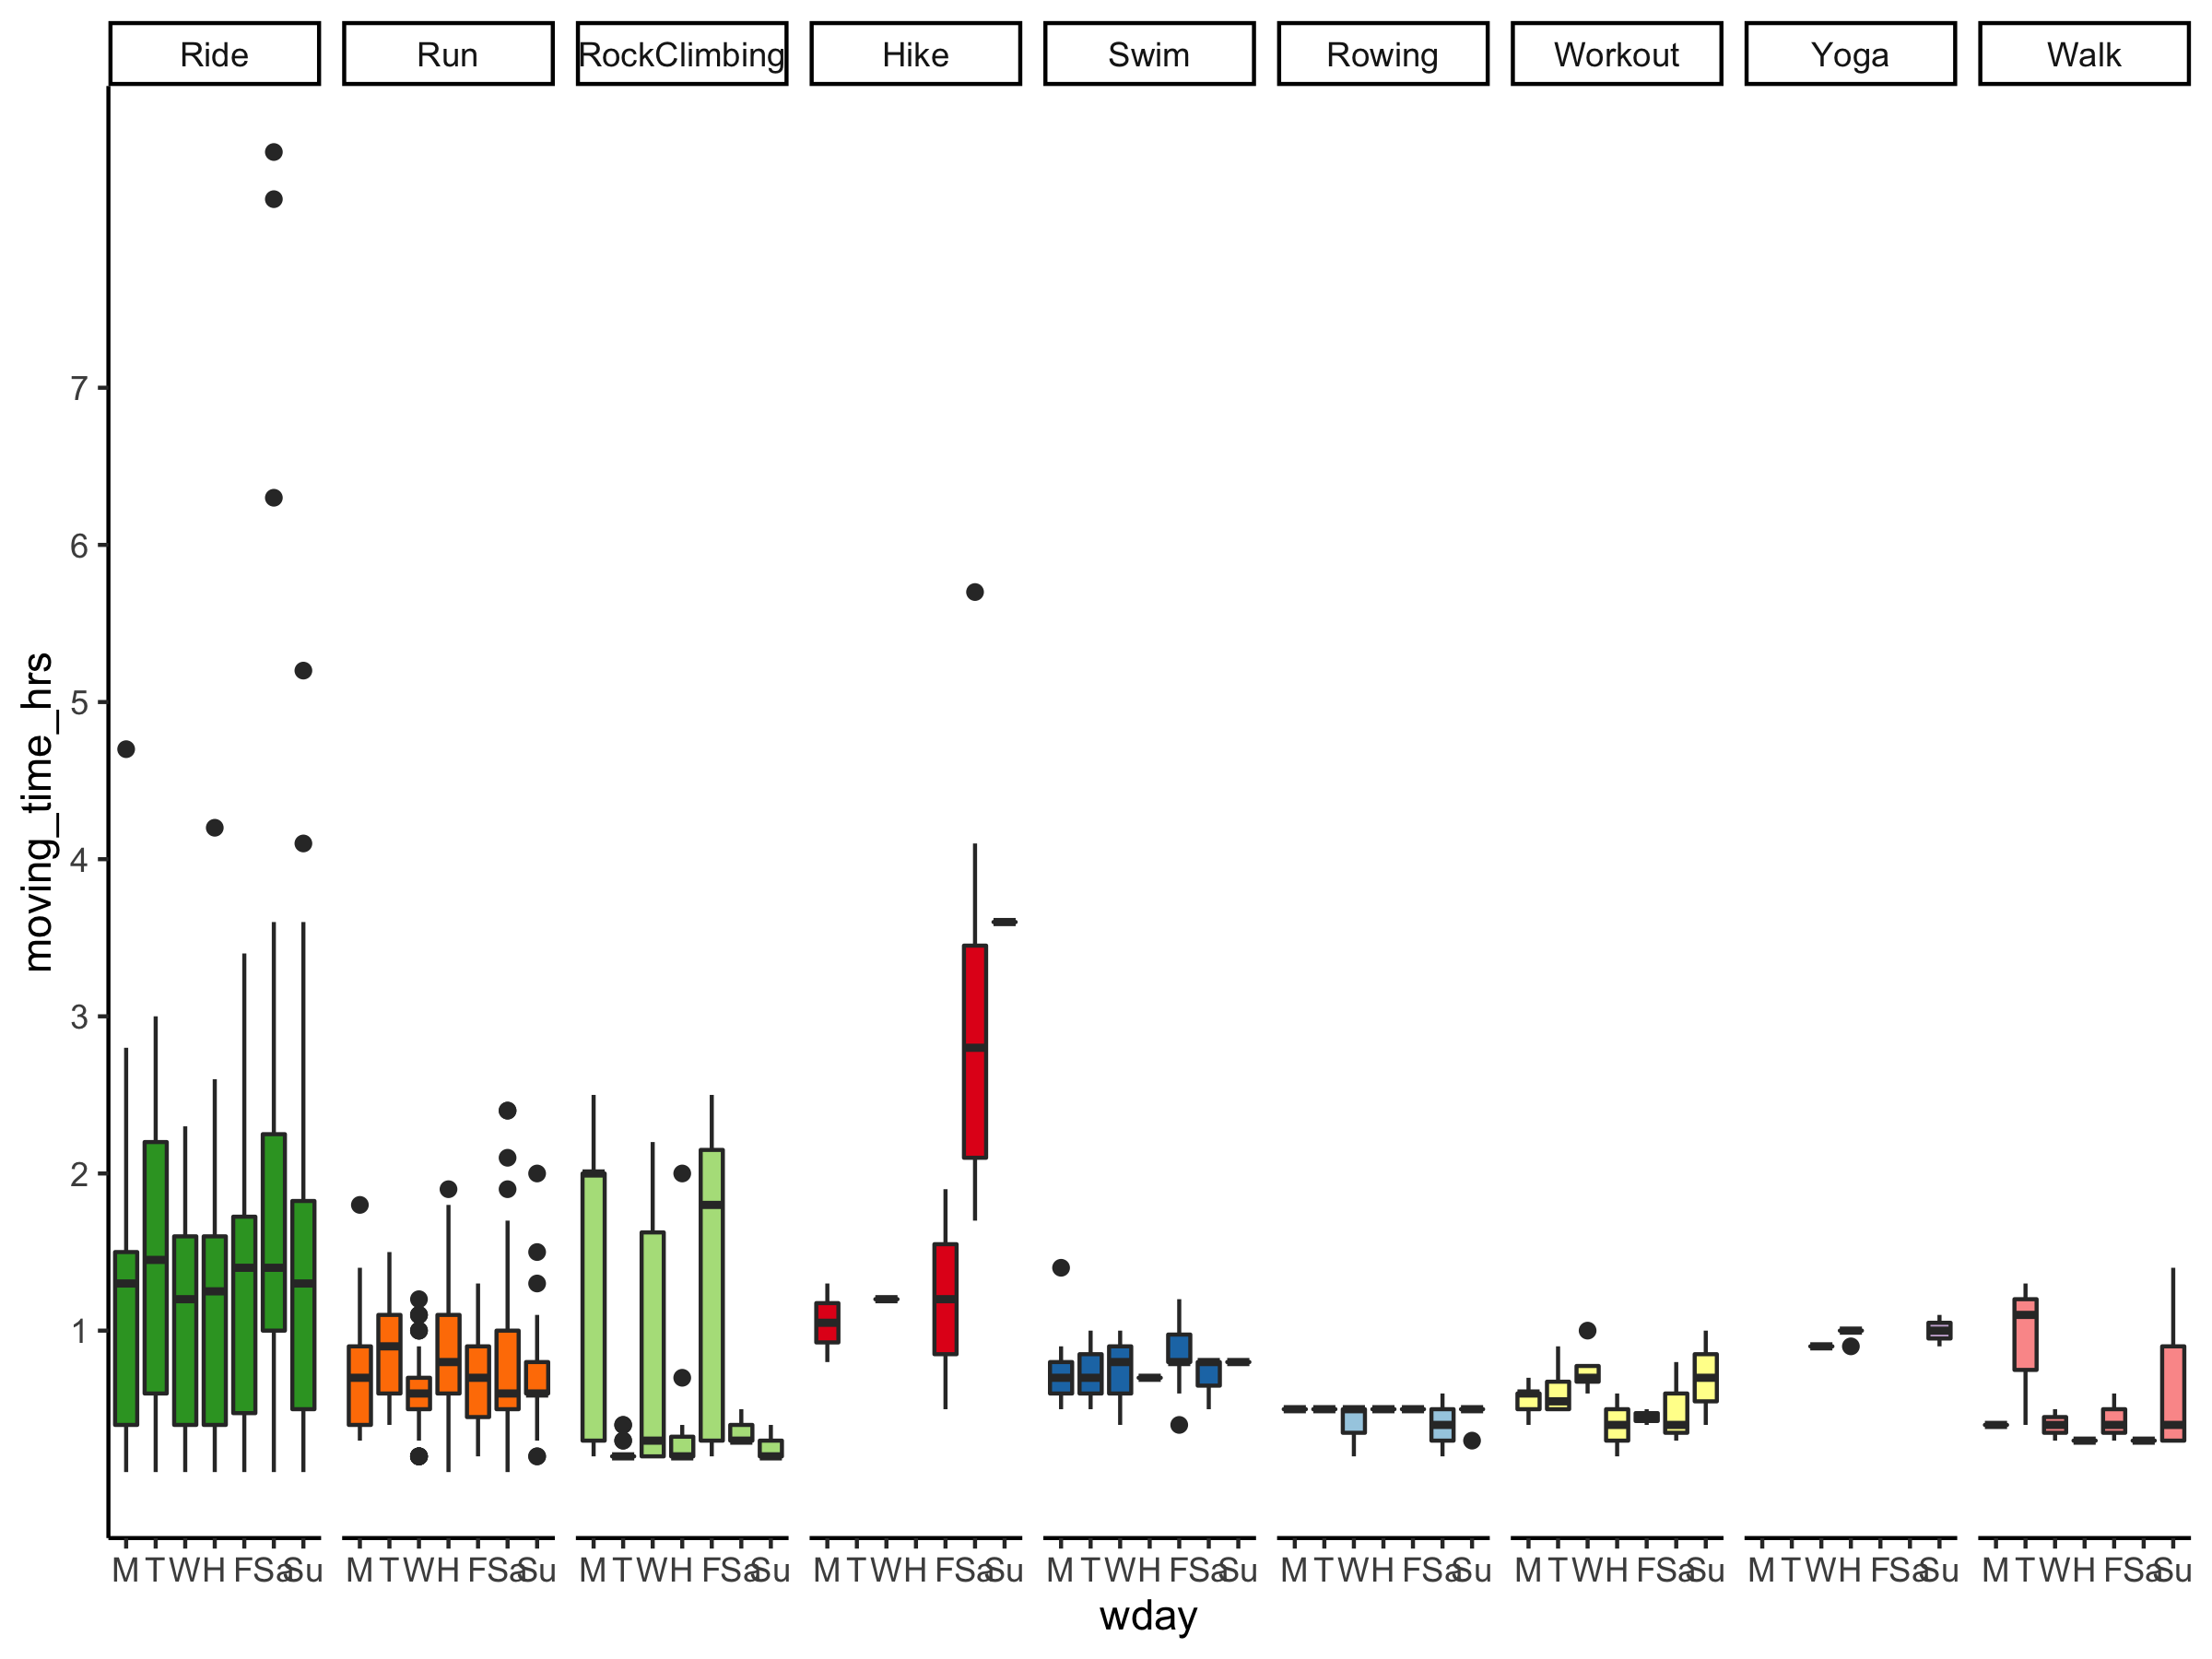 Ride Run RockClimbing Hike Swim Rowing Workout Yoga Walk
moving_time_hrs
7
6
5
4
3
2
1
M T W H F Sa Su M T W H F Sa Su M T W H F Sa Su M T W H F Sa Su M T W H F Sa Su M T W H F Sa Su M T W H F Sa Su M T W H F Sa Su M T W H F Sa Su
wday